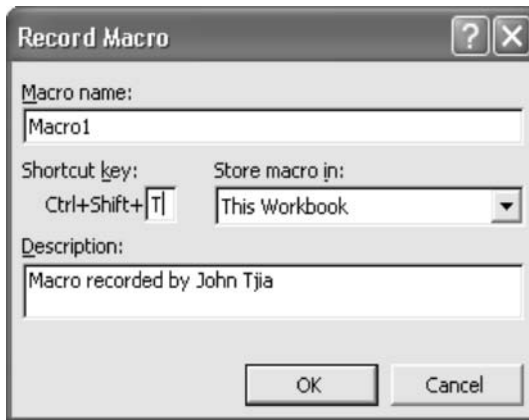 Record Macro
Macro name:
Macro1
Shortcut key: Store macro in:
Ctrl+Shift+ T This Workbook
Description:
Macro recorded by John Tjia
OK Cancel